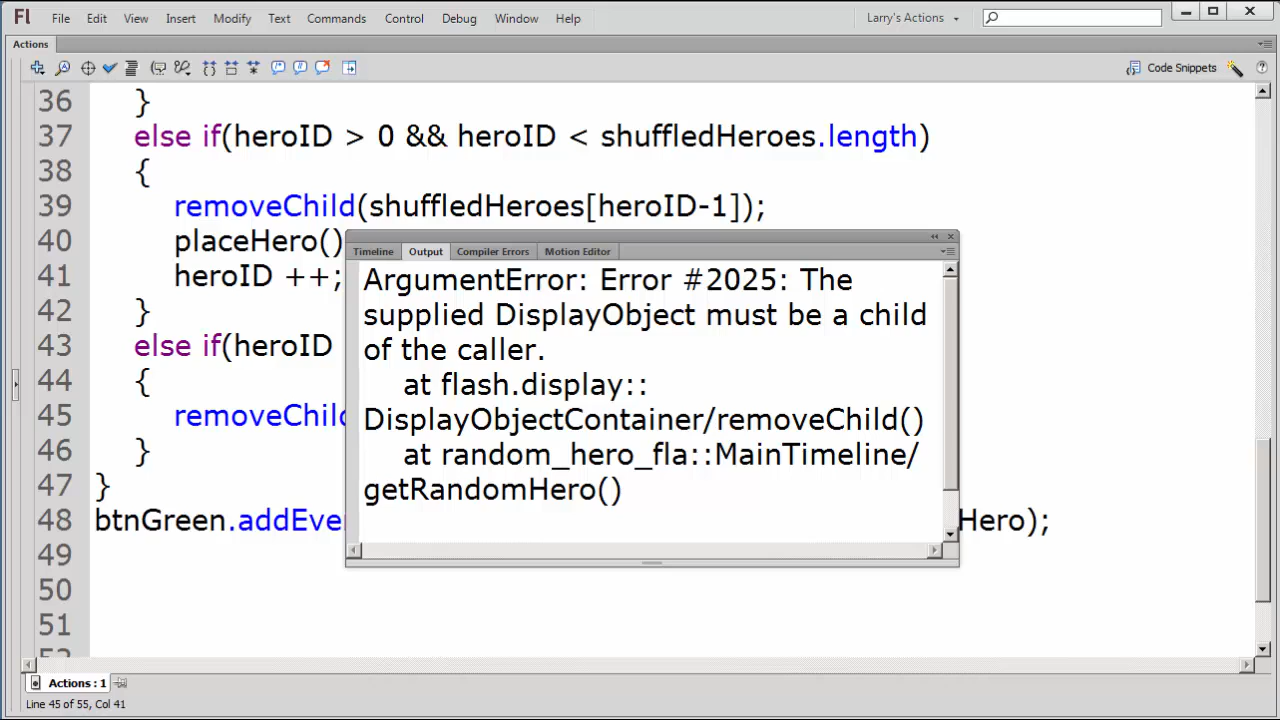 Fl File Edit View Insert Modify Text Commands Control Debug Window Help Larry's Actions
Actions
Code Snippets
36 }
37 else if(heroID > 0 && heroID < shuffledHeroes.length)
38 {
39 removeChild(shuffledHeroes[heroID-1]);
40 placeHero()
41 heroID ++;
42 }
43 else if(heroID
44 {
45 removeChild
46 }
47 }
48 btnGreen.addEve
Hero);
49
50
51
Timeline Output Compiler Errors Motion Editor
ArgumentError: Error #2025: The
supplied DisplayObject must be a child
of the caller.
at flash.display::
DisplayObjectContainer/removeChild()
at random_hero_fla::MainTimeline/
getRandomHero()
Actions : 1
Line 45 of 55, Col 41